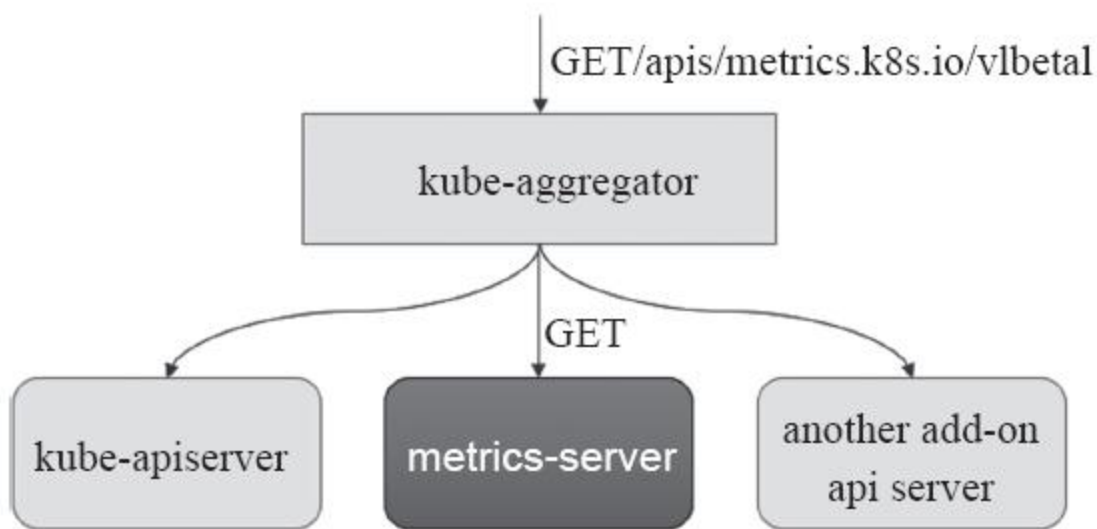 GET/apis/metrics.k8s.io/vlbetal
kube-aggregator
GET
kube-apiserver
metrics-server
another add-on
api server